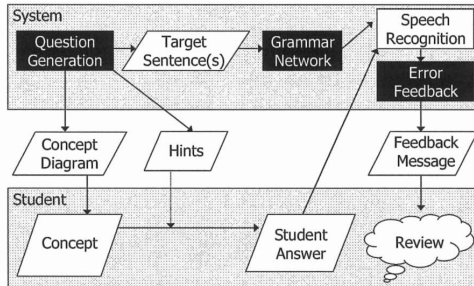 System
Question
Generation
Target
Sentence(s)
Grammar
Network
Speech
Recognition
Error
Feedback
Concept
Diagram
Hints
Feedback
Message
Student
Concept
Student
Answer
Review